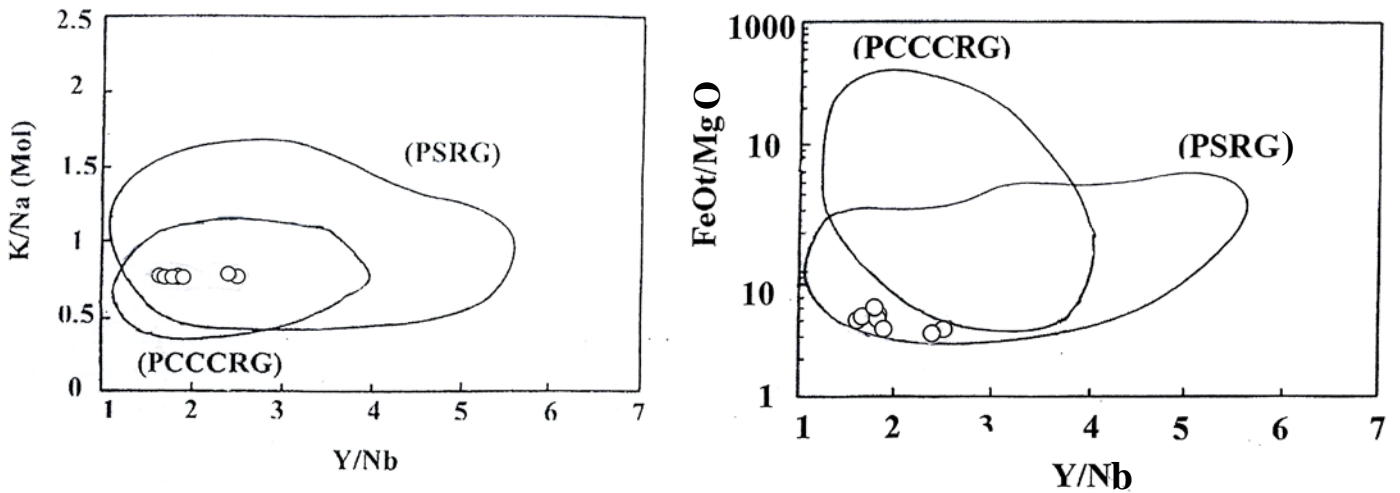 2.5
2
1.5
1
0.5
0
K/Na (Mol)
(PSRG)
(PCCCRG)
1 2 3 4 5 6 7
Y/Nb
1000
10
10
1
FeOt/Mg O
(PCCCRG)
(PSRG)
1 2 3 4 5 6 7
Y/Nb